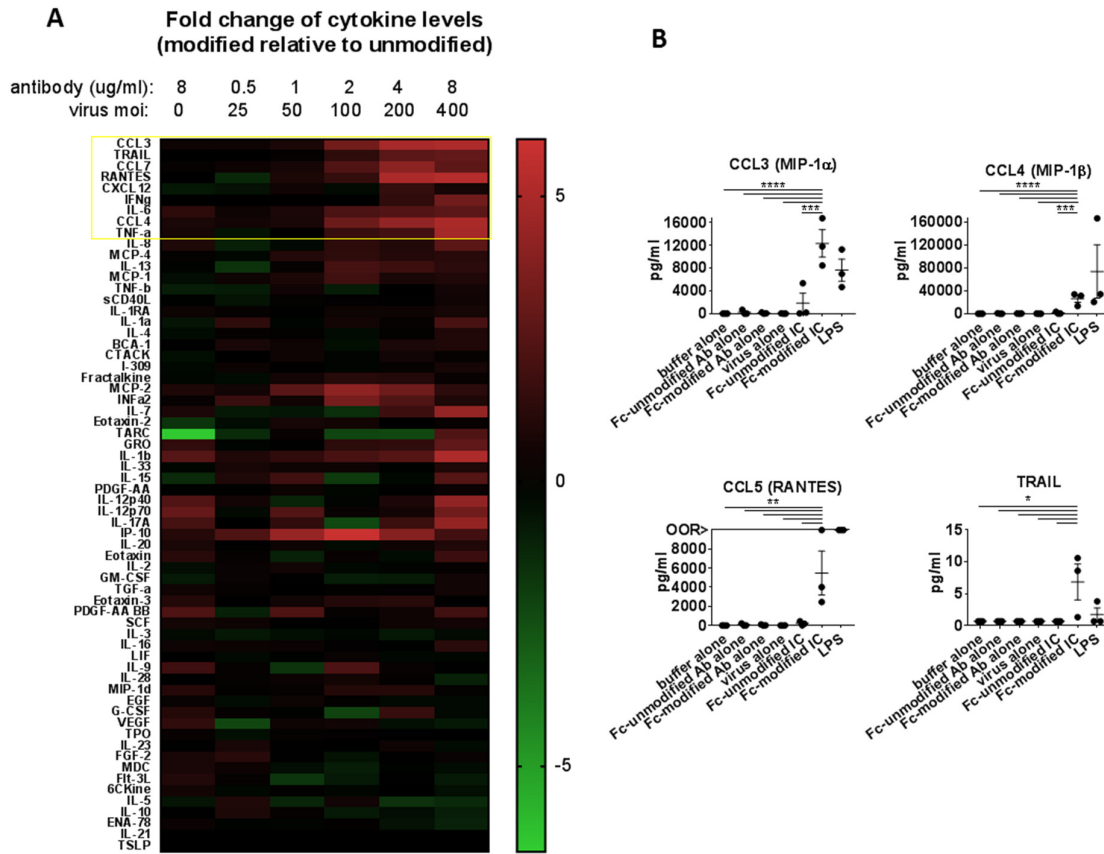 A
Fold change of cytokine levels
(modified relative to unmodified)
antibody (ug/ml): 8 0.5 1 2 4 8
virus moi: 0 25 50 100 200 400
CCL3
TRAIL
CCL7
RANTES
CXCL12
IFNg
IL-6
CCL4
TNF-a
IL-8
MCP-4
IL-13
MCP-1
TNF-b
sCD40L
IL-1RA
IL-1a
IL-4
BCA-1
CTACK
I-309
Fractalkine
MCP-2
INFa2
IL-7
Eotaxin-2
TARC
GRO
IL-1b
IL-33
IL-15
PDGF-AA
IL-12p40
IL-12p70
IL-17A
IP-10
IL-20
Eotaxin
IL-2
GM-CSF
TGF-a
Eotaxin-3
PDGF-AA BB
SCF
IL-3
IL-16
LIF
IL-9
IL-28
MIP-1d
EGF
G-CSF
VEGF
TPO
IL-23
FGF-2
MDC
Flt-3L
6CKine
IL-5
IL-10
ENA-78
IL-21
TSLP
5
0
-5
B
CCL3 (MIP-1α)
****
***
16000
12000
8000
4000
0
pg/ml
buffer alone
Fc-unmodified Ab alone
Fc-modified Ab alone
virus alone
Fc-unmodified IC
Fc-modified IC
LPS
CCL4 (MIP-1β)
****
***
160000
120000
80000
40000
0
pg/ml
buffer alone
Fc-unmodified Ab alone
Fc-modified Ab alone
virus alone
Fc-unmodified IC
Fc-modified IC
LPS
CCL5 (RANTES)
**
OOR>
8000
6000
4000
2000
0
pg/ml
buffer alone
Fc-unmodified Ab alone
Fc-modified Ab alone
virus alone
Fc-unmodified IC
Fc-modified IC
LPS
TRAIL
*
15
10
5
0
pg/ml
buffer alone
Fc-unmodified Ab alone
Fc-modified Ab alone
virus alone
Fc-unmodified IC
Fc-modified IC
LPS